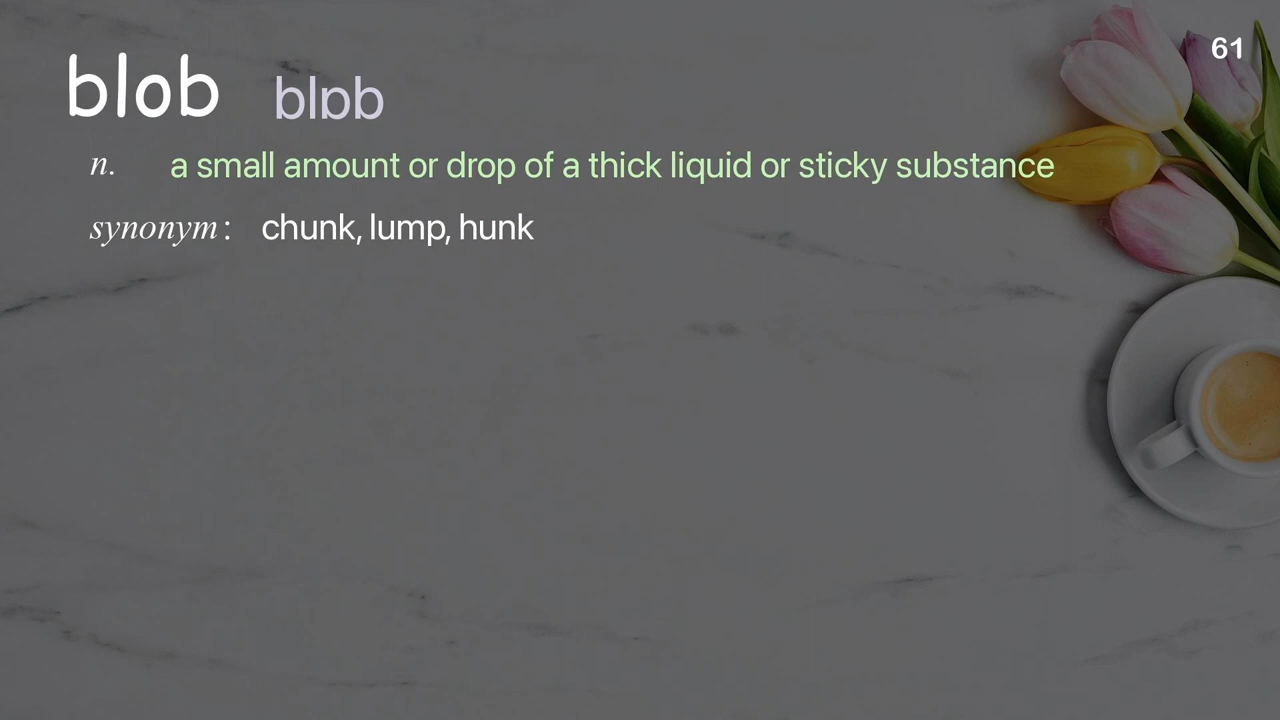 61
blob blɒb
n. a small amount or drop of a thick liquid or sticky substance
synonym: chunk, lump, hunk